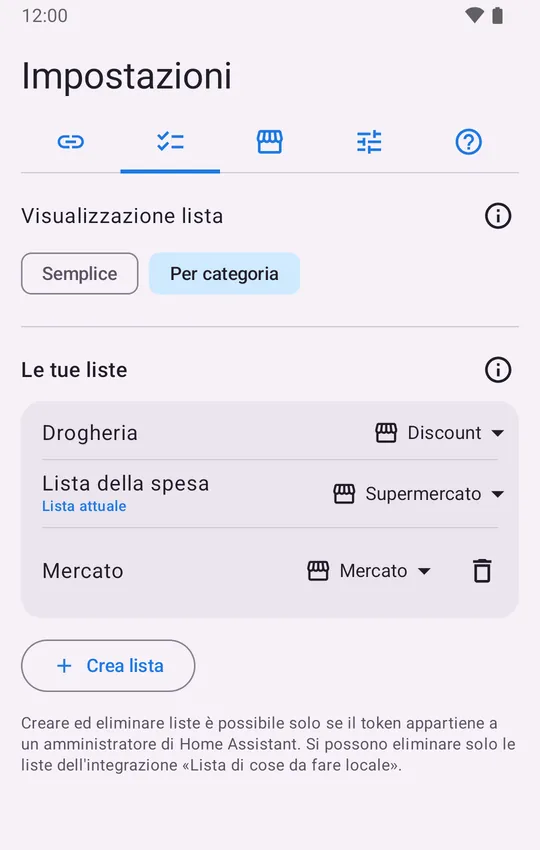 12:00
Impostazioni
Visualizzazione lista
Semplice
Per categoria
Le tue liste
Drogheria
Discount
Lista della spesa
Lista attuale
Supermercato
Mercato
Mercato
Crea lista
Creare ed eliminare liste è possibile solo se il token appartiene a
un amministratore di Home Assistant. Si possono eliminare solo le
liste dell'integrazione «Lista di cose da fare locale».